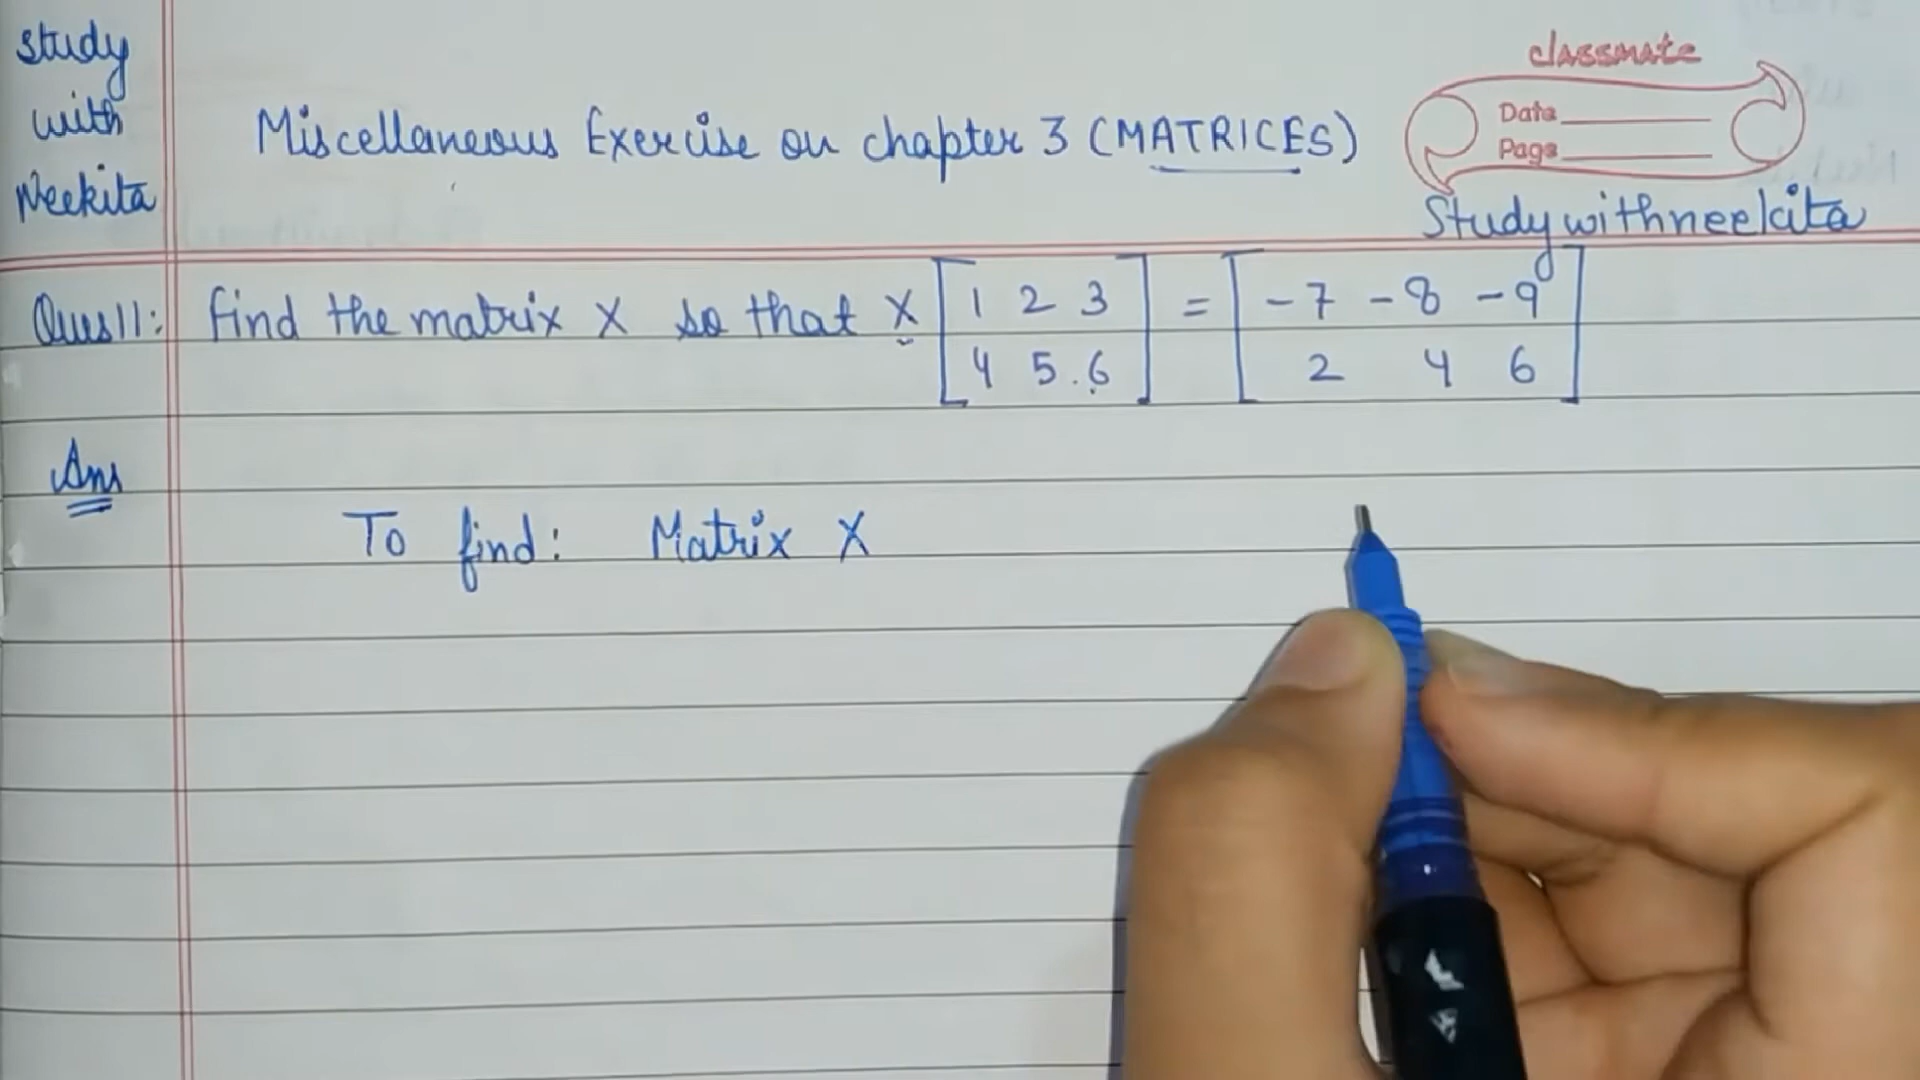 study
with
Neekita
Miscellaneous Exercise on chapter 3 (MATRICES)
classmate
Date
Page
Studywithneekita
Ques11: find the matrix X so that X [1 2 3 = [-7 -8 -9
4 5 . 6] 2 4 6]
Ans
To find: Matrix X